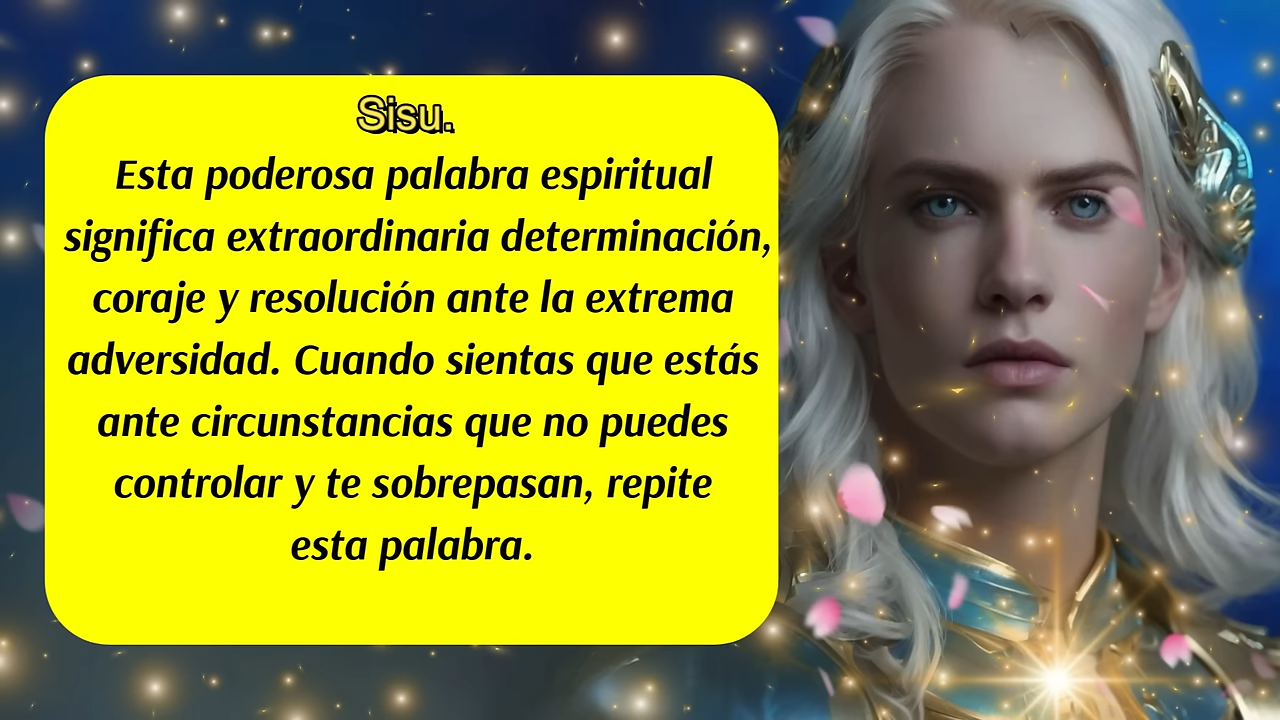 Sisu.
Esta poderosa palabra espiritual
significa extraordinaria determinación,
coraje y resolución ante la extrema
adversidad. Cuando sientas que estás
ante circunstancias que no puedes
controlar y te sobrepasan, repite
esta palabra.